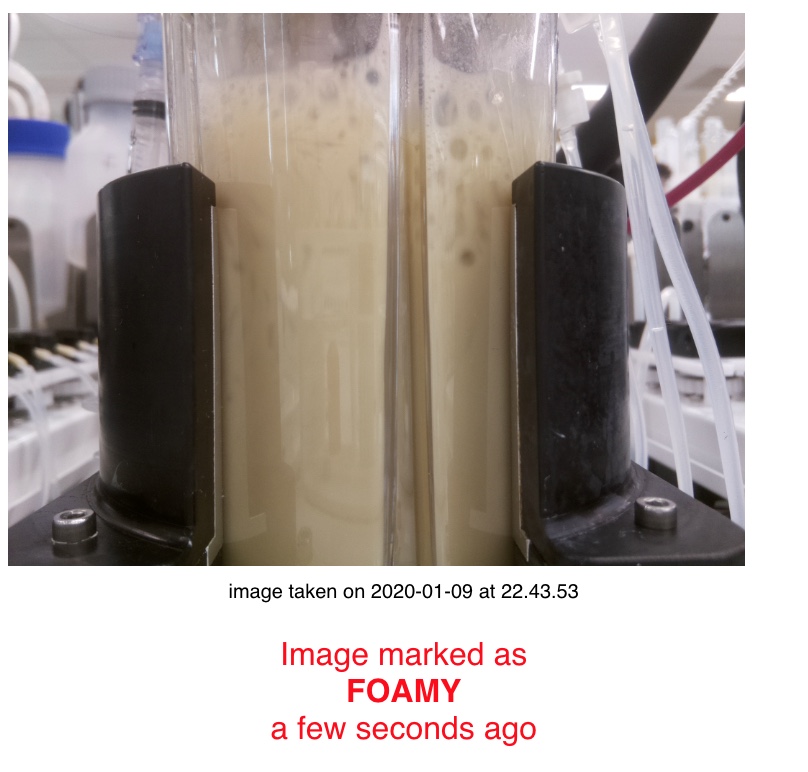 image taken on 2020-01-09 at 22.43.53
Image marked as
FOAMY
a few seconds ago